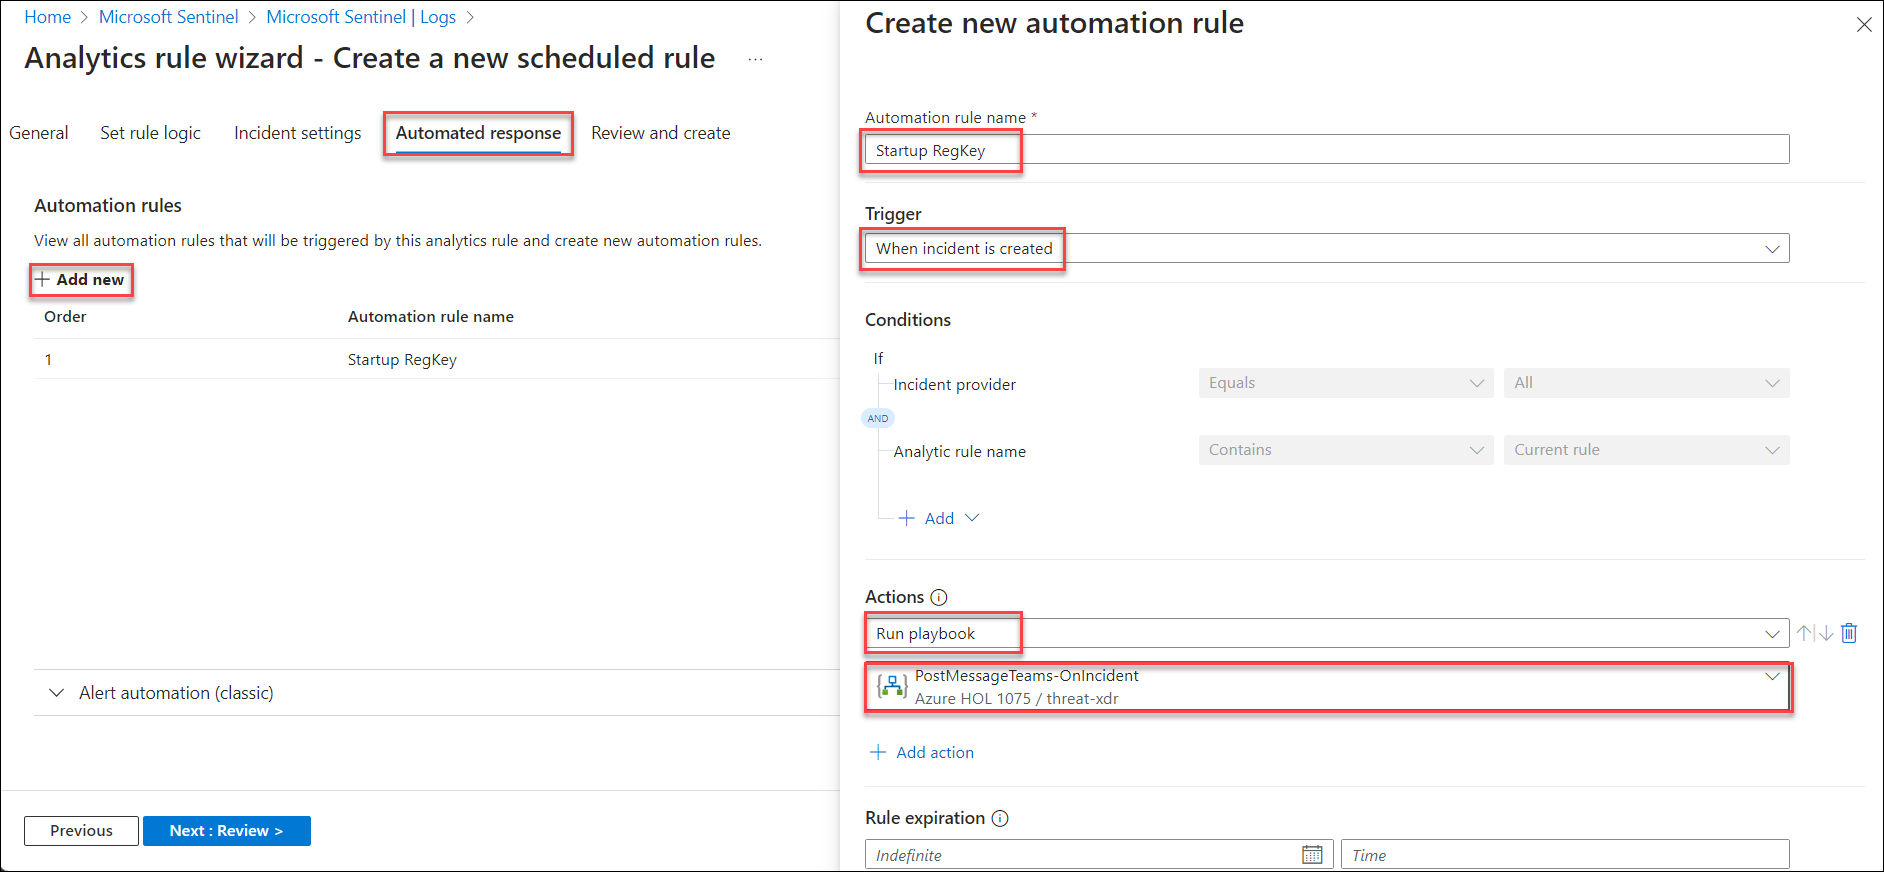 Home > Microsoft Sentinel > Microsoft Sentinel | Logs >
Analytics rule wizard - Create a new scheduled rule ...
General Set rule logic Incident settings Automated response Review and create
Automation rules
View all automation rules that will be triggered by this analytics rule and create new automation rules.
+ Add new
Order Automation rule name
1 Startup RegKey
Alert automation (classic)
Previous Next : Review >
Create new automation rule
Automation rule name *
Startup RegKey
Trigger
When incident is created
Conditions
If
Incident provider Equals All
AND
Analytic rule name Contains Current rule
+ Add
Actions
Run playbook
PostMessageTeams-OnIncident
Azure HOL 1075 / threat-xdr
+ Add action
Rule expiration
Indefinite Time